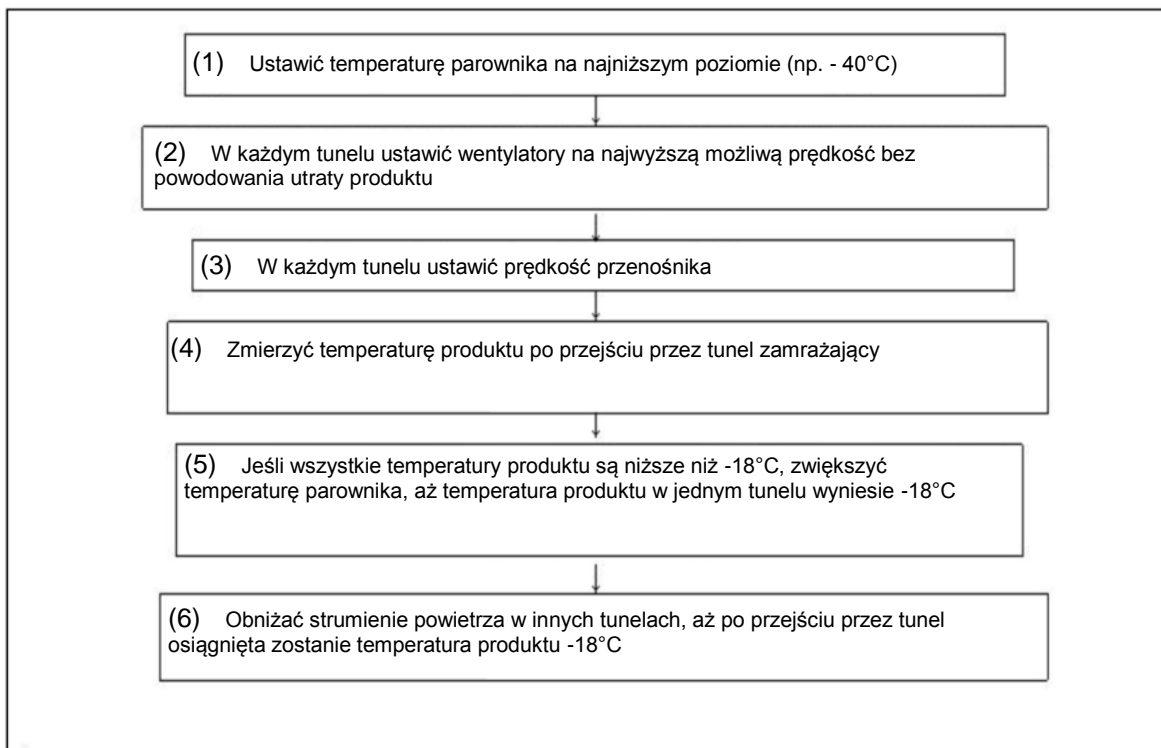 (1) Ustawić temperaturę parownika na najniższym poziomie (np. - 40°C)
(2) W każdym tunelu ustawić wentylatory na najwyższą możliwą prędkość bez
powodowania utraty produktu
(3) W każdym tunelu ustawić prędkość przenośnika
(4) Zmierzyć temperaturę produktu po przejściu przez tunel zamrażający
(5) Jeśli wszystkie temperatury produktu są niższe niż -18°C, zwiększyć
temperaturę parownika, aż temperatura produktu w jednym tunelu wyniesie -18°C
(6) Obniżać strumienie powietrza w innych tunelach, aż po przejściu przez tunel
osiągnięta zostanie temperatura produktu -18°C